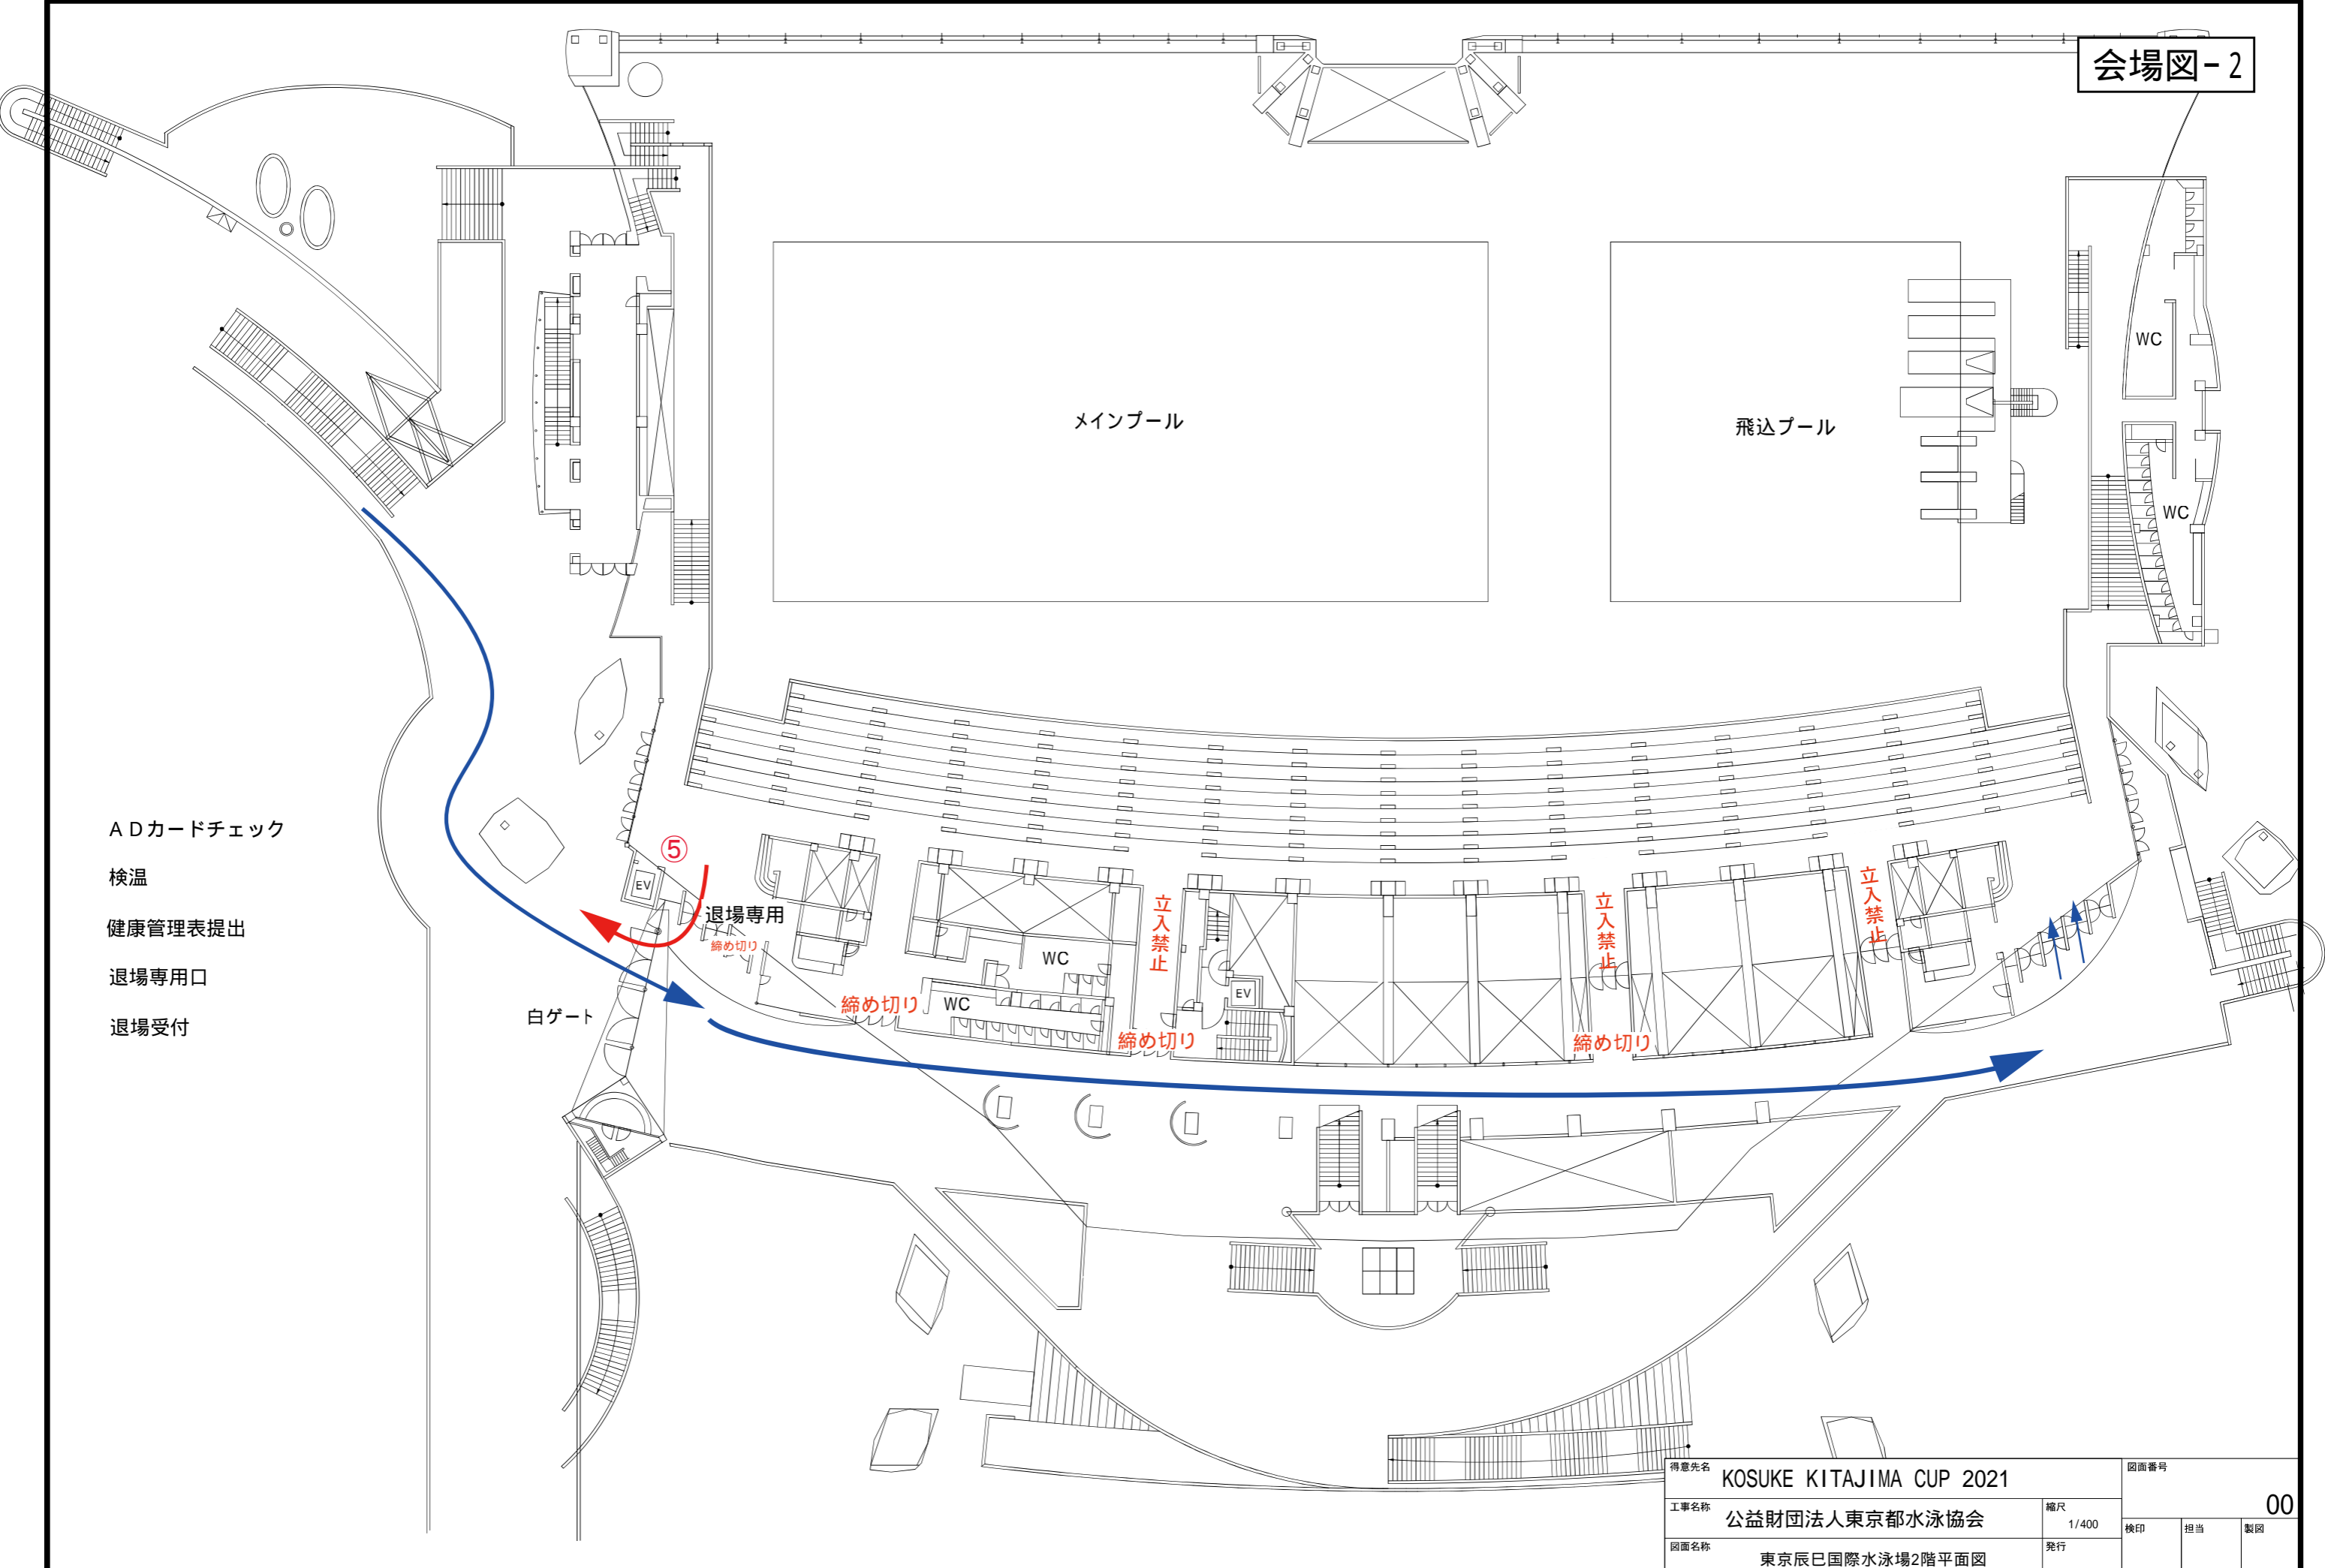 会場図-2
メインプール
飛込プール
WC
WC
ADカードチェック
検温
健康管理表提出
退場専用口
退場受付
⑤
EV
退場専用
締め切り
白ゲート
締め切り
WC
WC
立入禁止
締め切り
EV
立入禁止
締め切り
立入禁止
得意先名
KOSUKE KITAJIMA CUP 2021
図面番号
00
工事名称
公益財団法人東京都水泳協会
縮尺
1/400
検印
担当
製図
図面名称
東京辰巳国際水泳場2階平面図
発行